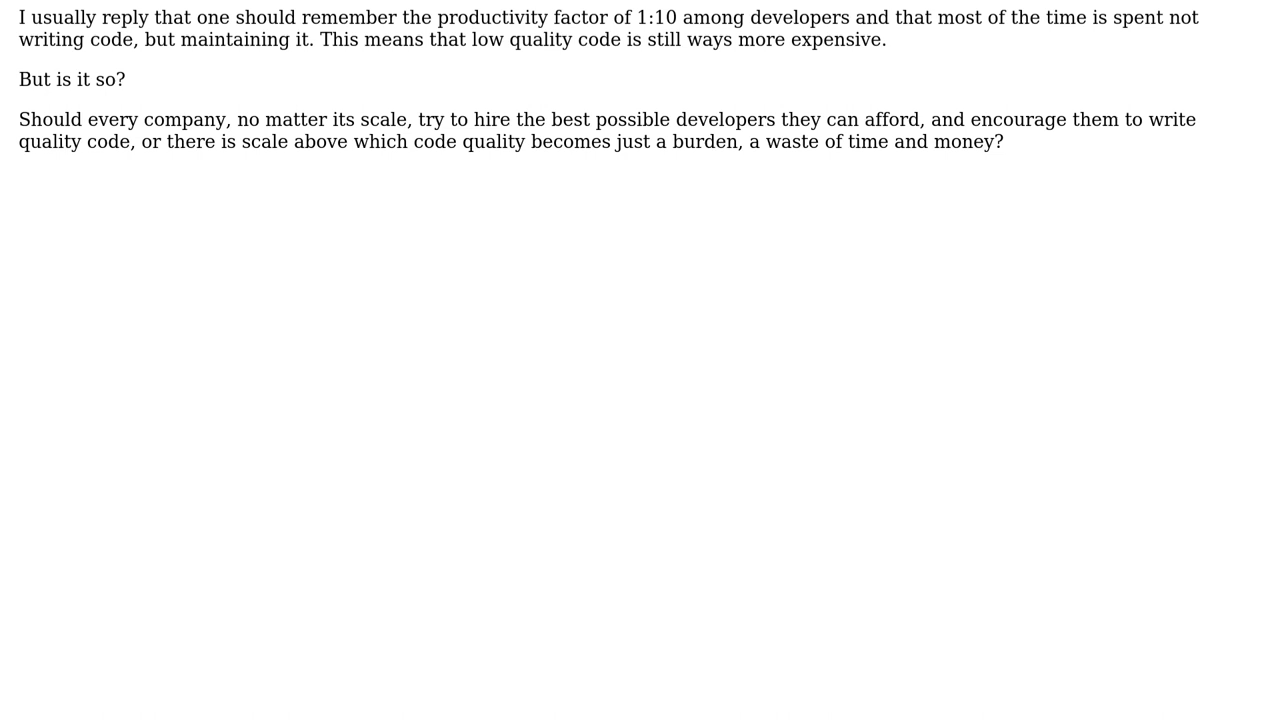 I usually reply that one should remember the productivity factor of 1:10 among developers and that most of the time is spent not
writing code, but maintaining it. This means that low quality code is still ways more expensive.
But is it so?
Should every company, no matter its scale, try to hire the best possible developers they can afford, and encourage them to write
quality code, or there is scale above which code quality becomes just a burden, a waste of time and money?